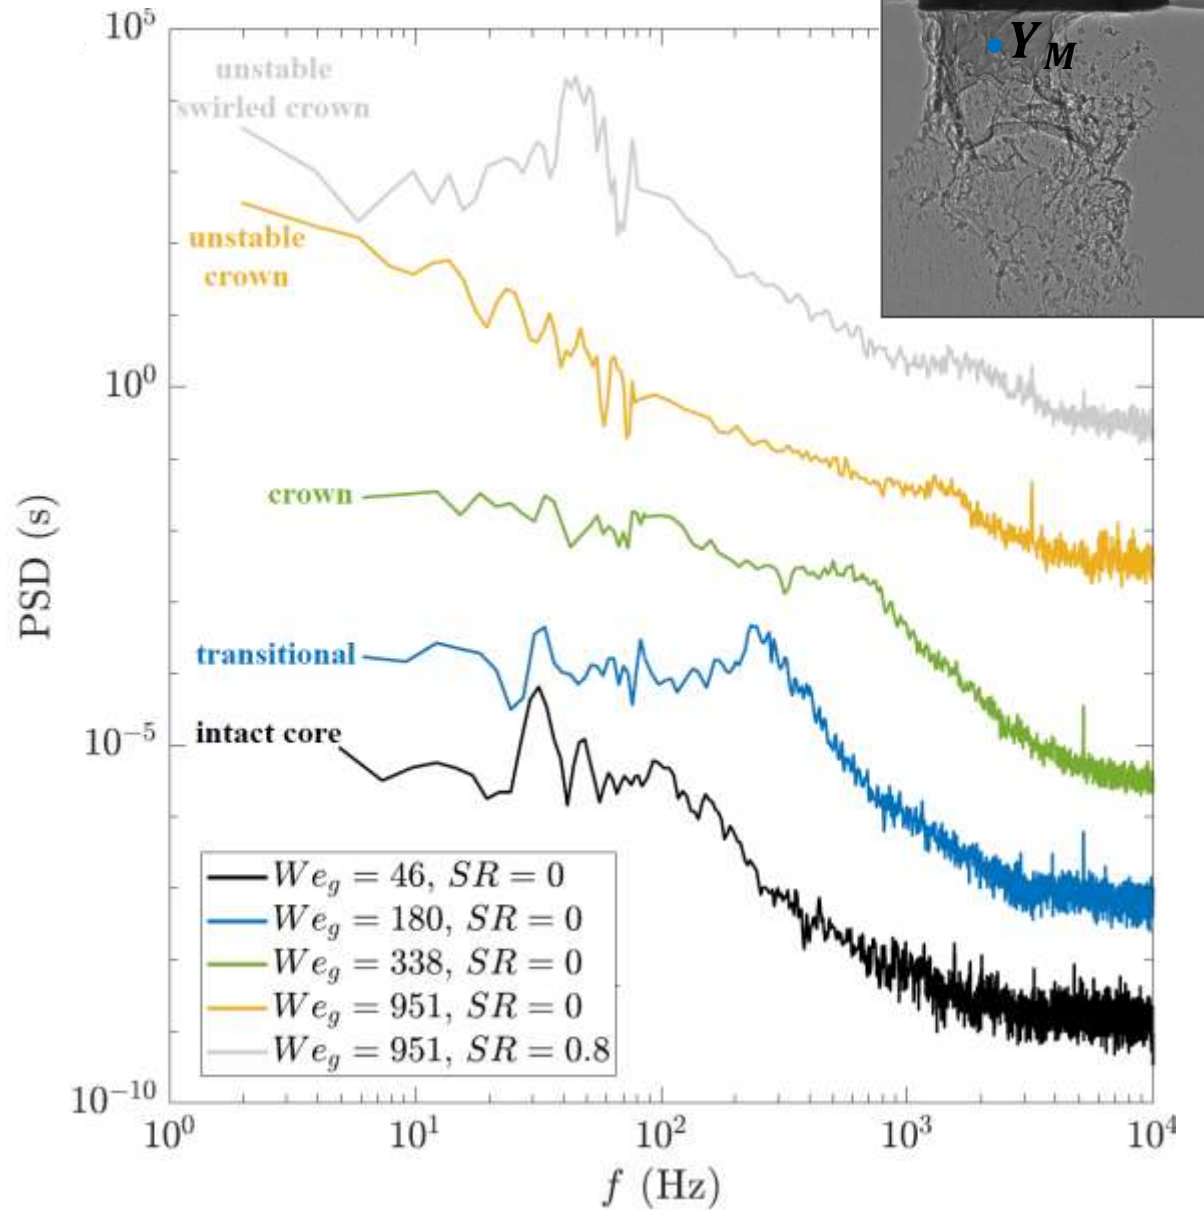 Y_M
10^5
unstable
swirled crown
unstable
crown
10^0
crown
PSD (s)
transitional
10^{-5}
intact core
We_g = 46, SR = 0
We_g = 180, SR = 0
We_g = 338, SR = 0
We_g = 951, SR = 0
We_g = 951, SR = 0.8
10^{-10}
10^0 10^1 10^2 10^3 10^4
f (Hz)